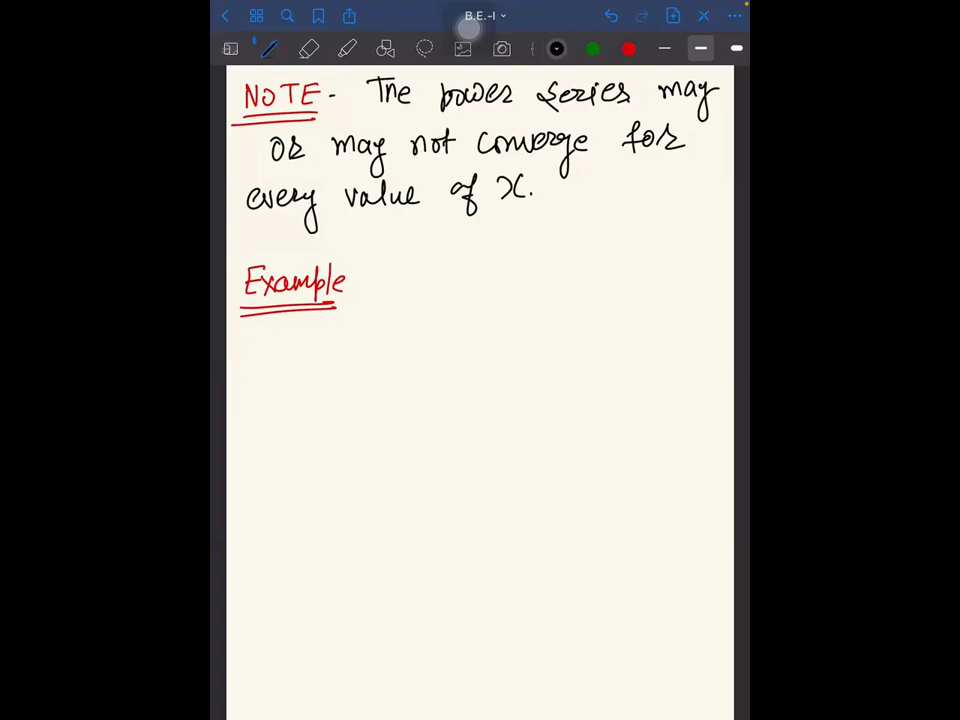 B.E.-I
NOTE - The power series may
or may not converge for
every value of x.
Example